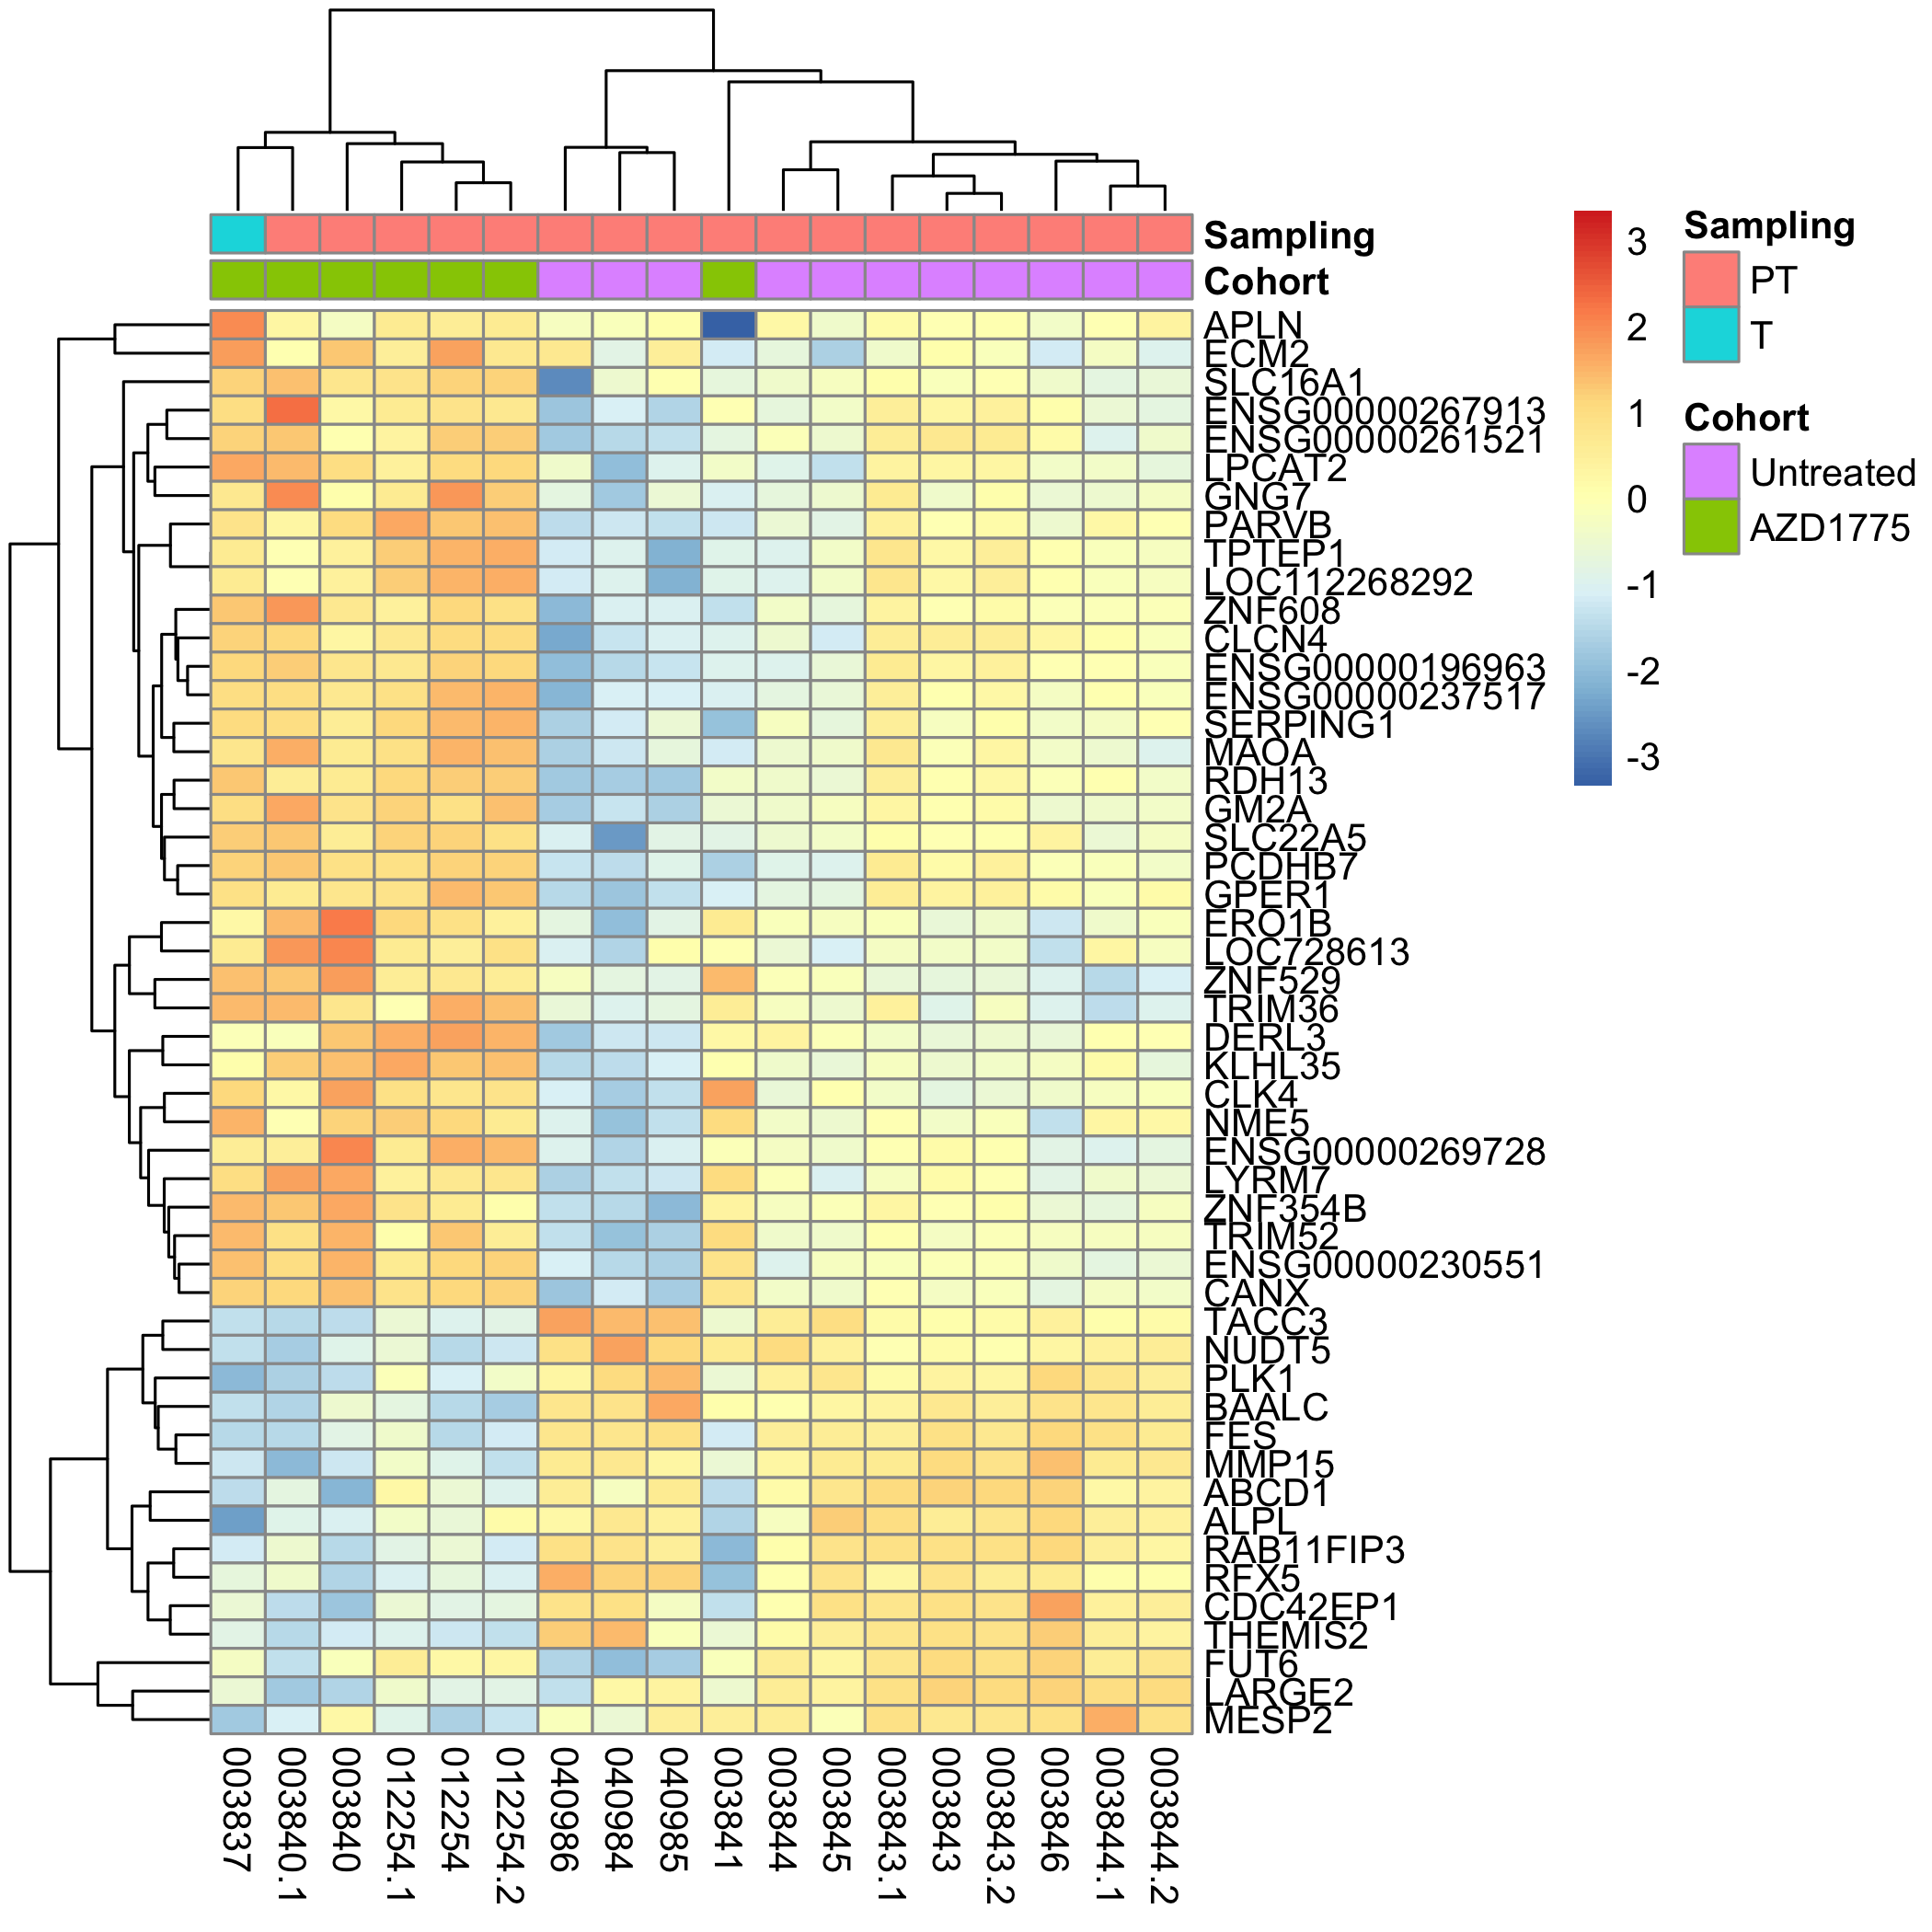 Sampling
Cohort
APLN
ECM2
SLC16A1
ENSG00000267913
ENSG00000261521
LPCAT2
GNG7
PARVB
TPTEP1
LOC112268292
ZNF608
CLCN4
ENSG00000196963
ENSG00000237517
SERPING1
MAOA
RDH13
GM2A
SLC22A5
PCDHB7
GPER1
ERO1B
LOC728613
ZNF529
TRIM36
DERL3
KLHL35
CLK4
NME5
ENSG00000269728
LYRM7
ZNF354B
TRIM52
ENSG00000230551
CANX
TACC3
NUDT5
PLK1
BAALC
FES
MMP15
ABCD1
ALPL
RAB11FIP3
RFX5
CDC42EP1
THEMIS2
FUT6
LARGE2
MESP2
003837
003840.1
003840
012254.1
012254
012254.2
040986
040984
040985
003841
003844
003845
003843.1
003843
003843.2
003846
003844.1
003844.2
3
2
1
0
-1
-2
-3
Sampling
PT
T
Cohort
Untreated
AZD1775